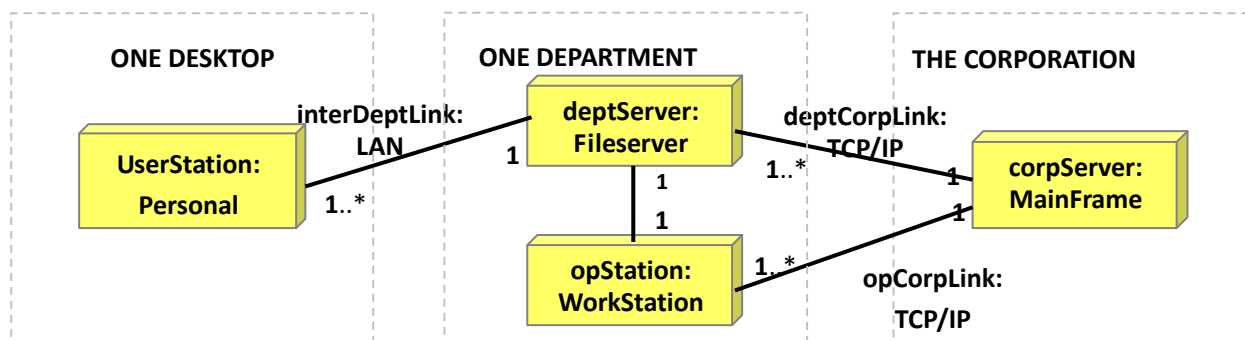 ONE DESKTOP
ONE DEPARTMENT
THE CORPORATION
interDeptLink:
LAN
deptServer:
Fileserver
deptCorpLink:
TCP/IP
UserStation:
Personal
1
1..*
1
1..*
1
corpServer:
MainFrame
1
1
opStation:
WorkStation
1..*
opCorpLink:
TCP/IP